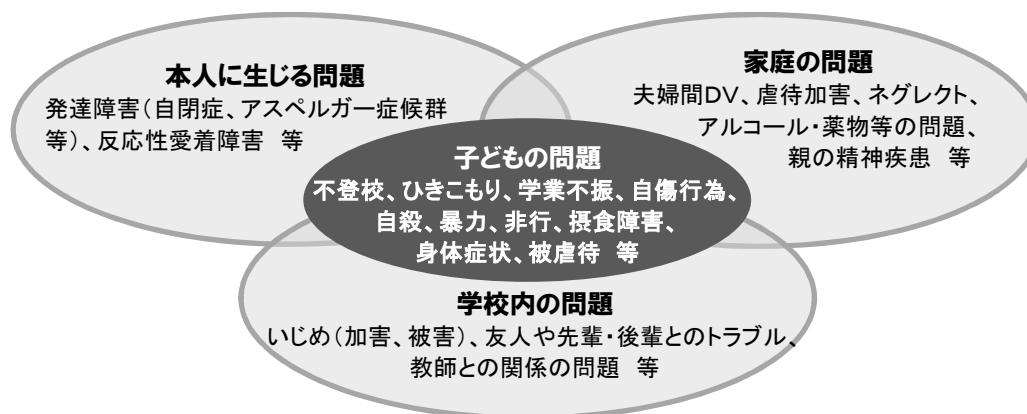 本人に生じる問題
発達障害(自閉症、アスペルガー症候群
等)、反応性愛着障害 等
家庭の問題
夫婦間DV、虐待加害、ネグレクト、
アルコール・薬物等の問題、
親の精神疾患 等
子どもの問題
不登校、ひきこもり、学業不振、自傷行為、
自殺、暴力、非行、摂食障害、
身体症状、被虐待 等
学校内の問題
いじめ(加害、被害)、友人や先輩・後輩とのトラブル、
教師との関係の問題 等